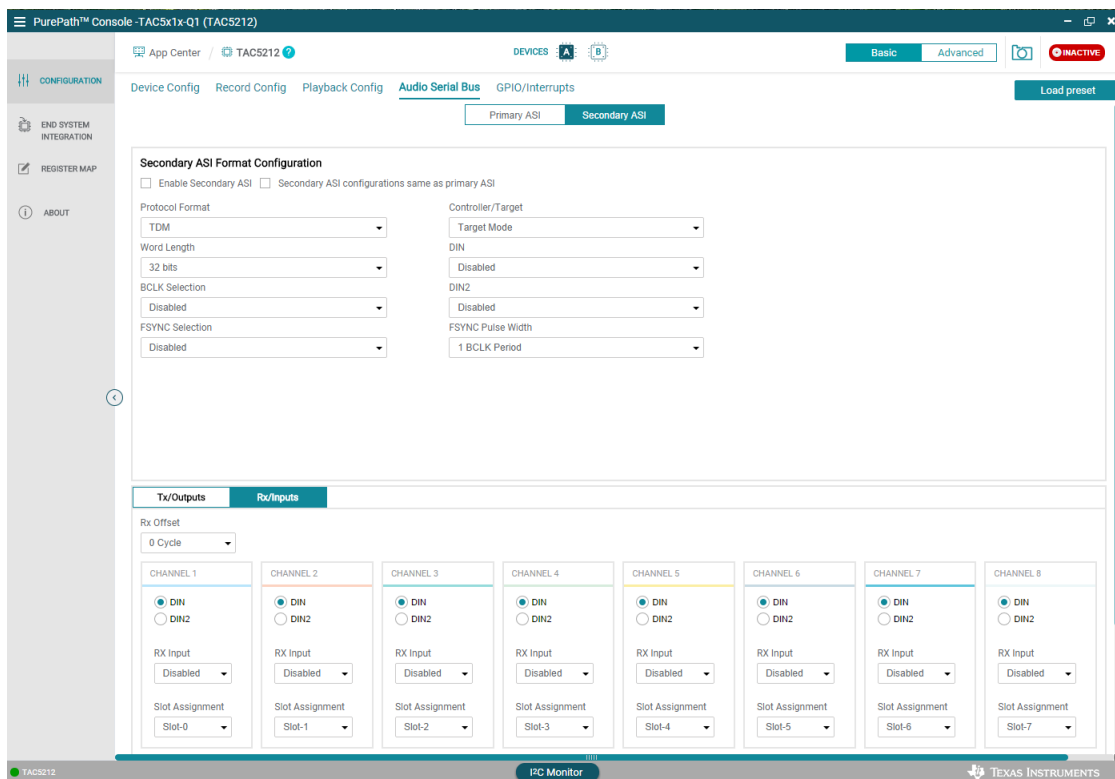 PurePath™ Console -TAC5x1x-Q1 (TAC5212)
App Center / TAC5212 ?
DEVICES A B
Basic Advanced
INACTIVE
CONFIGURATION
END SYSTEM
INTEGRATION
REGISTER MAP
ABOUT
Device Config Record Config Playback Config Audio Serial Bus GPIO/Interrupts
Load preset
Primary ASI Secondary ASI
Secondary ASI Format Configuration
Enable Secondary ASI Secondary ASI configurations same as primary ASI
Protocol Format Controller/Target
TDM Target Mode
Word Length DIN
32 bits Disabled
BCLK Selection DIN2
Disabled Disabled
FSYNC Selection FSYNC Pulse Width
Disabled 1 BCLK Period
Tx/Outputs Rx/Inputs
Rx Offset
0 Cycle
CHANNEL 1 CHANNEL 2 CHANNEL 3 CHANNEL 4 CHANNEL 5 CHANNEL 6 CHANNEL 7 CHANNEL 8
DIN DIN DIN DIN DIN DIN DIN DIN
DIN2 DIN2 DIN2 DIN2 DIN2 DIN2 DIN2 DIN2
RX Input RX Input RX Input RX Input RX Input RX Input RX Input RX Input
Disabled Disabled Disabled Disabled Disabled Disabled Disabled Disabled
Slot Assignment Slot Assignment Slot Assignment Slot Assignment Slot Assignment Slot Assignment Slot Assignment Slot Assignment
Slot-0 Slot-1 Slot-2 Slot-3 Slot-4 Slot-5 Slot-6 Slot-7
TAC5212
I²C Monitor
TEXAS INSTRUMENTS